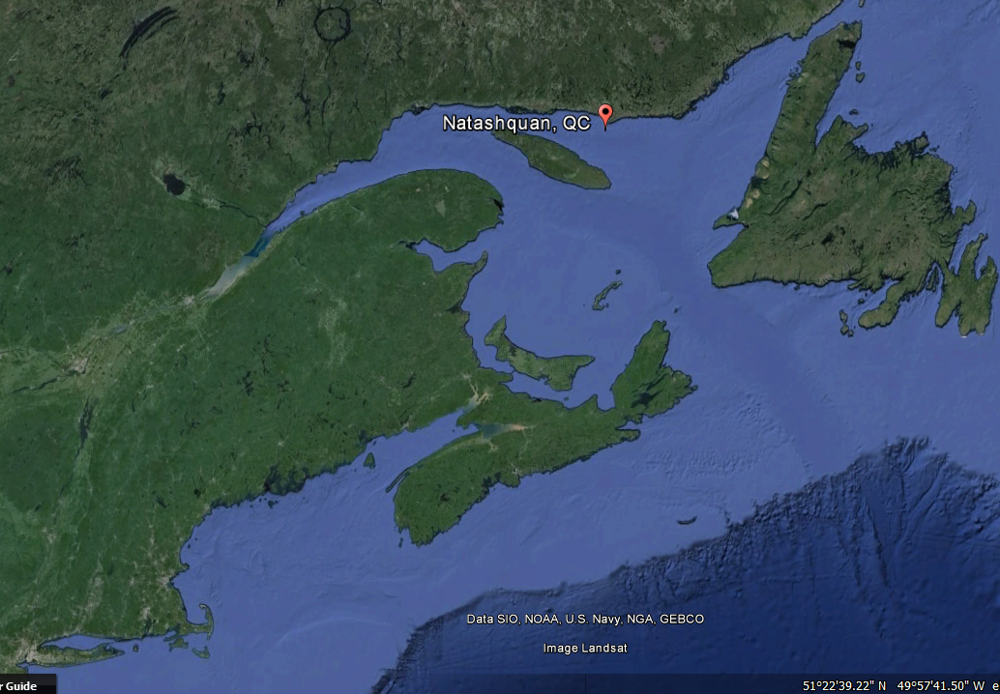 Natashquan, QC
Data SIO, NOAA, U.S. Navy, NGA, GEBCO
Image Landsat
r Guide
51°22'39.22" N 49°57'41.50" W e